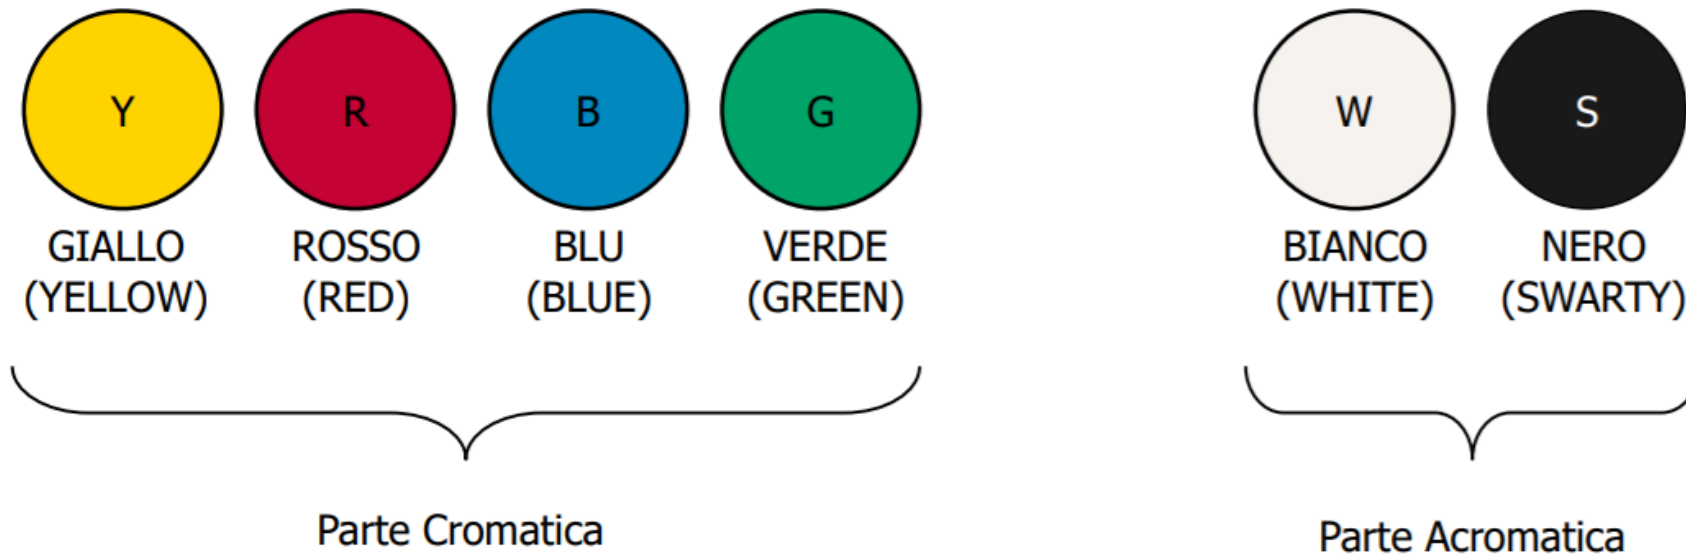 Y R B G W S
GIALLO ROSSO BLU VERDE BIANCO NERO
(YELLOW) (RED) (BLUE) (GREEN) (WHITE) (SWARTY)
Parte Cromatica
Parte Acromatica